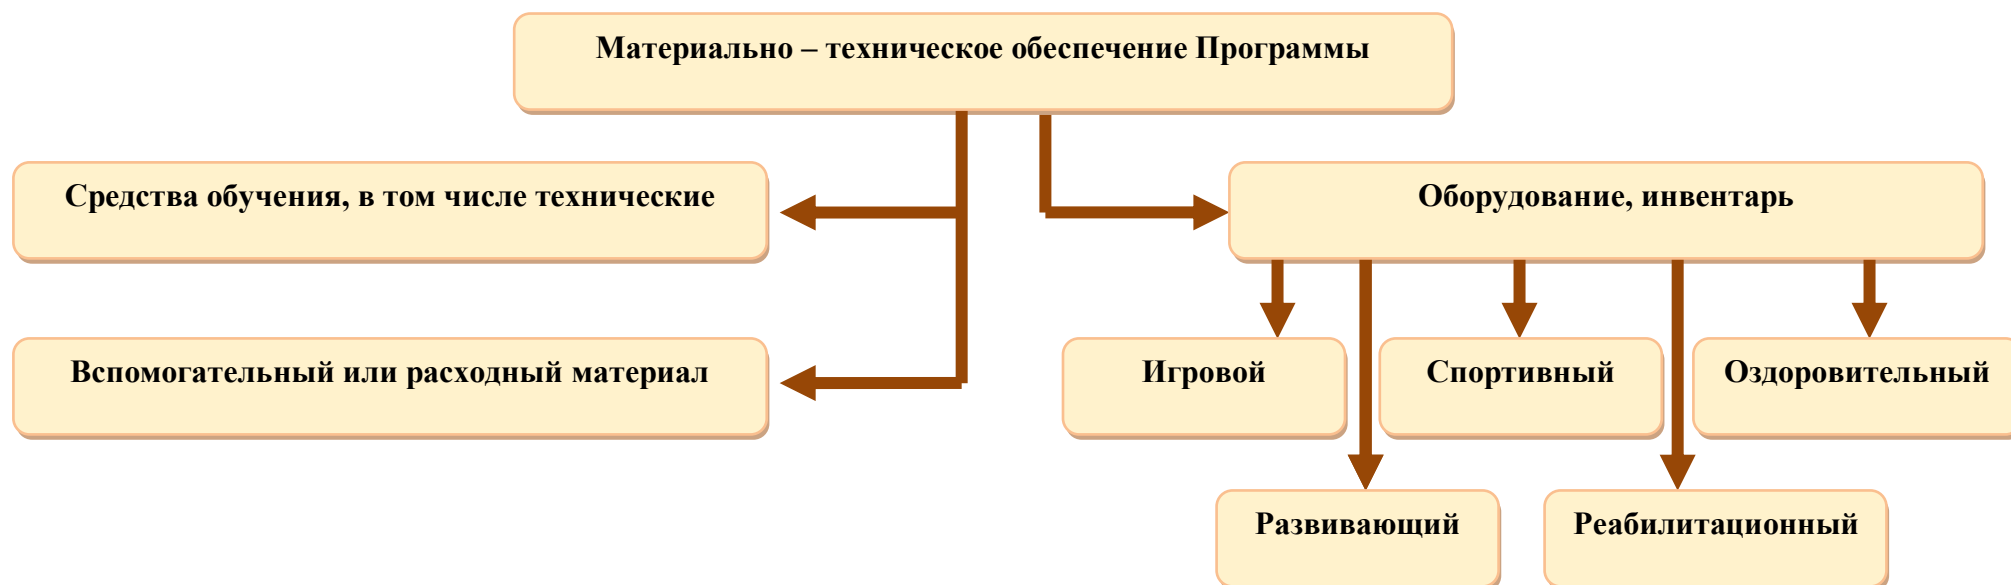 Материально – техническое обеспечение Программы
Средства обучения, в том числе технические
Оборудование, инвентарь
Вспомогательный или расходный материал
Игровой
Спортивный
Оздоровительный
Развивающий
Реабилитационный